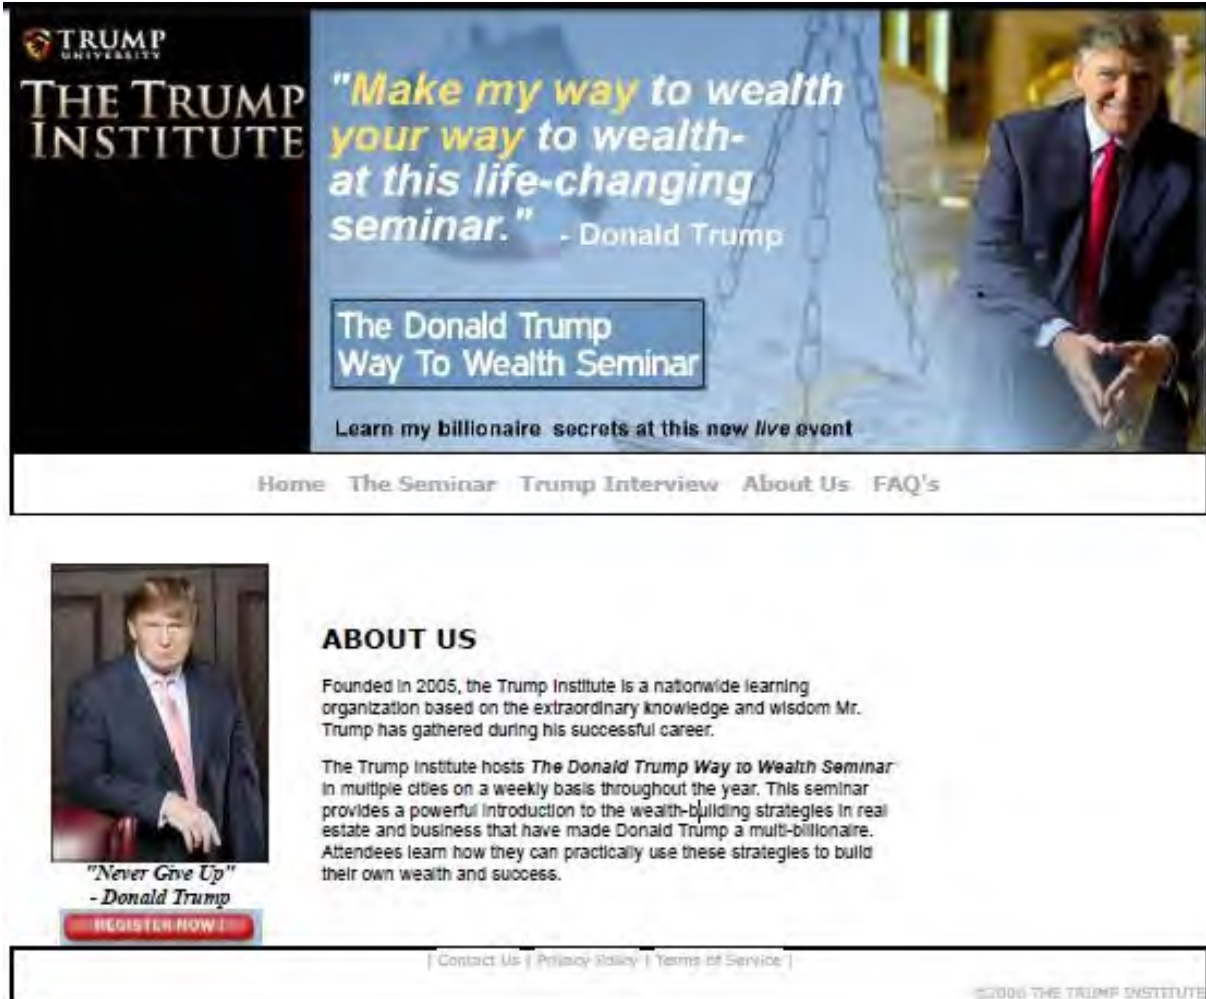 TRUMP
UNIVERSITY
THE TRUMP
INSTITUTE
"Make my way to wealth
your way to wealth-
at this life-changing
seminar." - Donald Trump
The Donald Trump
Way To Wealth Seminar
Learn my billionaire secrets at this new live event
Home The Seminar Trump Interview About Us FAQ's
ABOUT US
Founded in 2005, the Trump Institute is a nationwide learning
organization based on the extraordinary knowledge and wisdom Mr.
Trump has gathered during his successful career.
The Trump Institute hosts The Donald Trump Way to Wealth Seminar
in multiple cities on a weekly basis throughout the year. This seminar
provides a powerful introduction to the wealth-building strategies in real
estate and business that have made Donald Trump a multi-billionaire.
Attendees learn how they can practically use these strategies to build
their own wealth and success.
"Never Give Up"
- Donald Trump
REGISTER NOW !
| Contact Us | Privacy Policy | Terms of Service |
©2006 THE TRUMP INSTITUTE